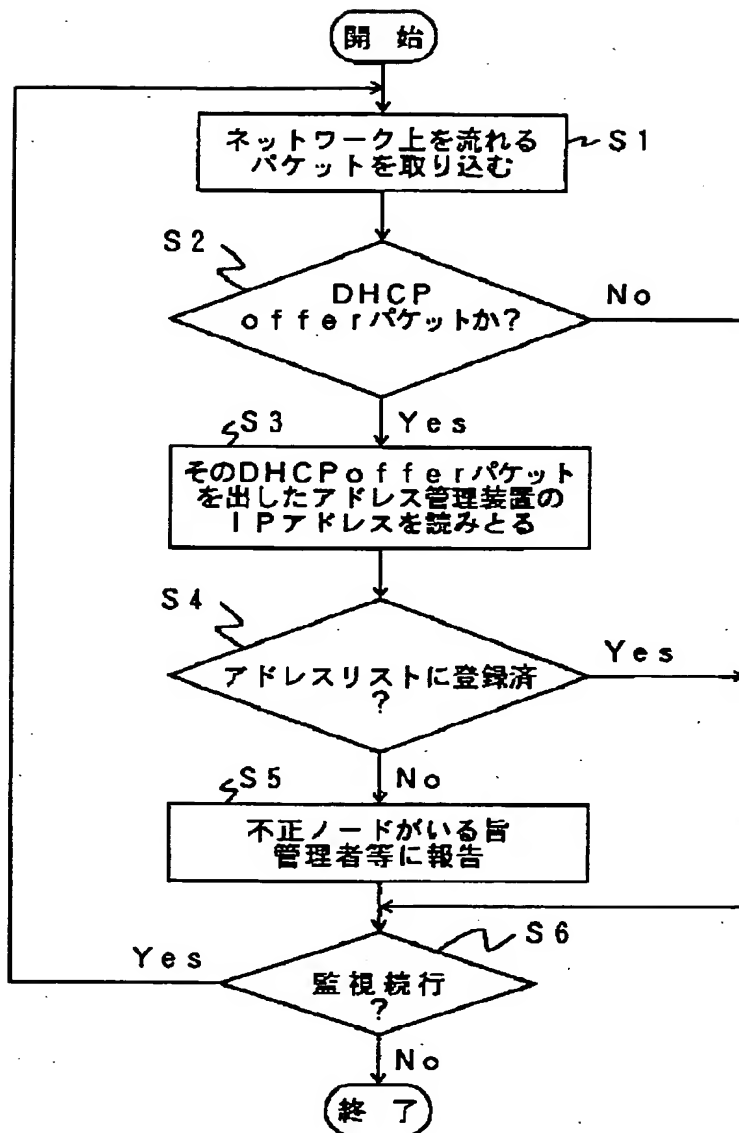 開始
ネットワーク上を流れる
パケットを取り込む
S1
S2
DHCP
offerパケットか?
No
Yes
S3
そのDHCPofferパケット
を出したアドレス管理装置の
IPアドレスを読みとる
S4
アドレスリストに登録済
?
Yes
No
S5
不正ノードがいる旨
管理者等に報告
S6
監視続行
?
Yes
No
終了